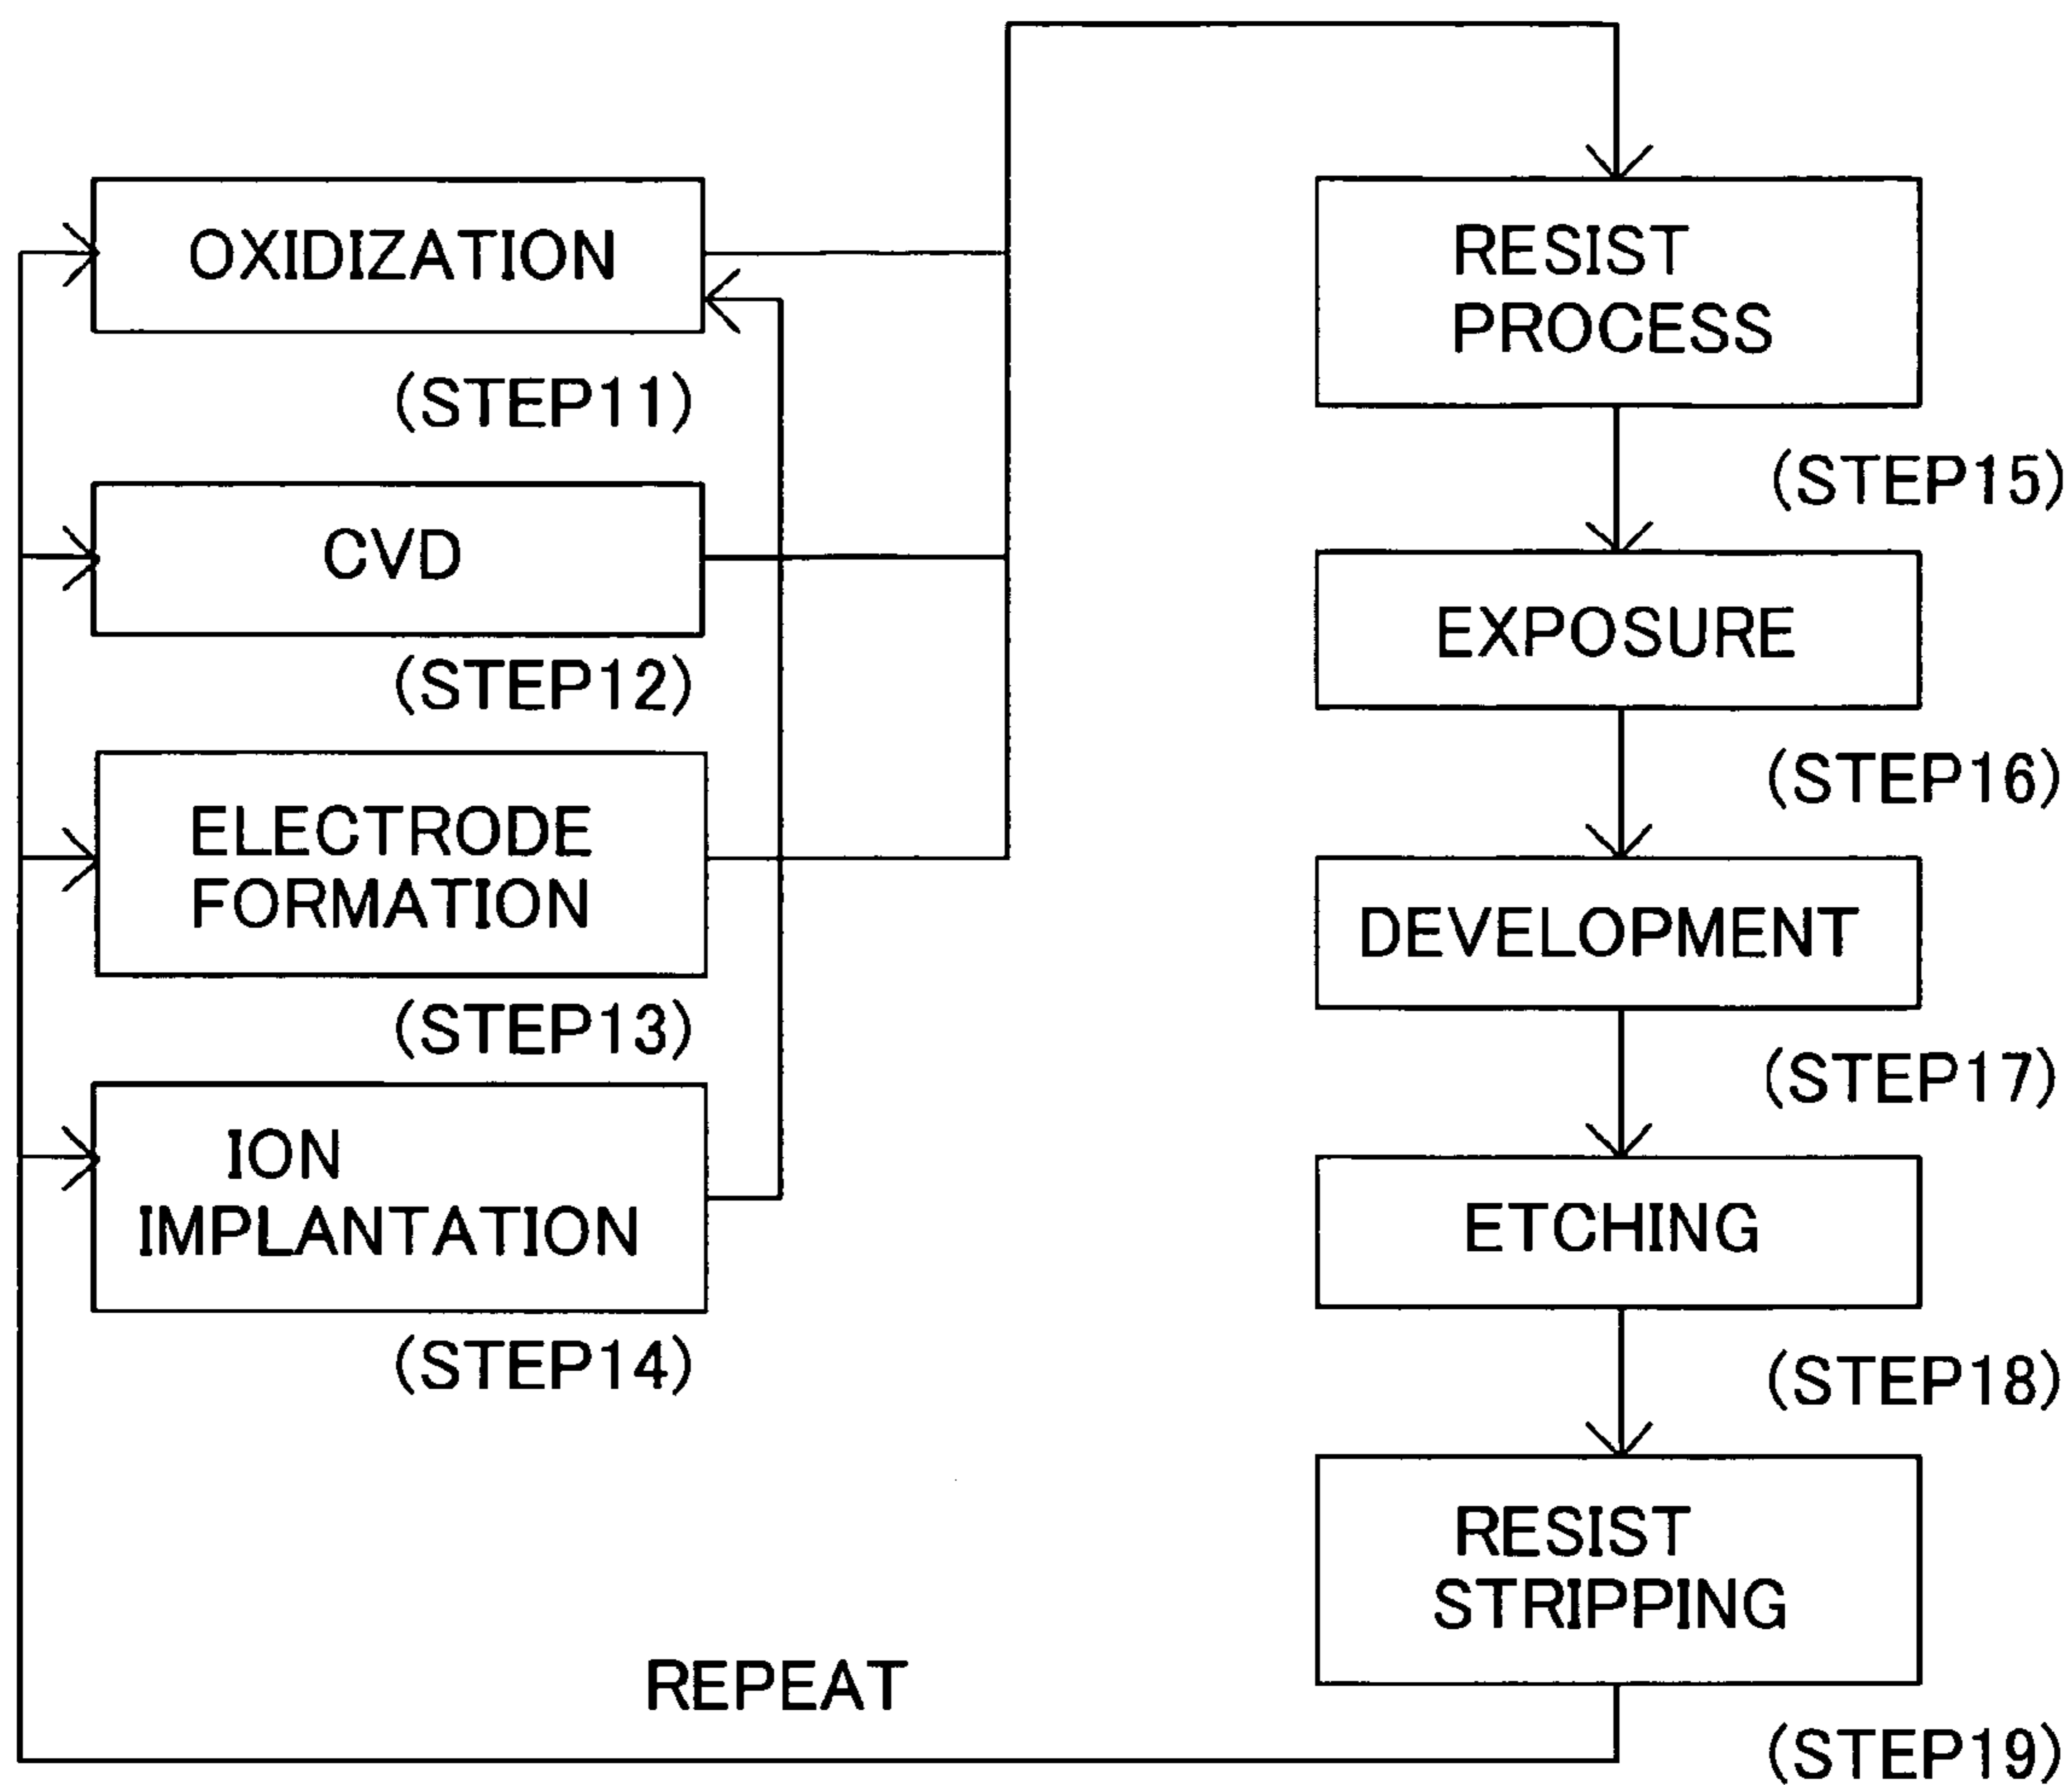 OXIDIZATION
(STEP11)
CVD
(STEP12)
ELECTRODE
FORMATION
(STEP13)
ION
IMPLANTATION
(STEP14)
RESIST
PROCESS
(STEP15)
EXPOSURE
(STEP16)
DEVELOPMENT
(STEP17)
ETCHING
(STEP18)
RESIST
STRIPPING
(STEP19)
REPEAT